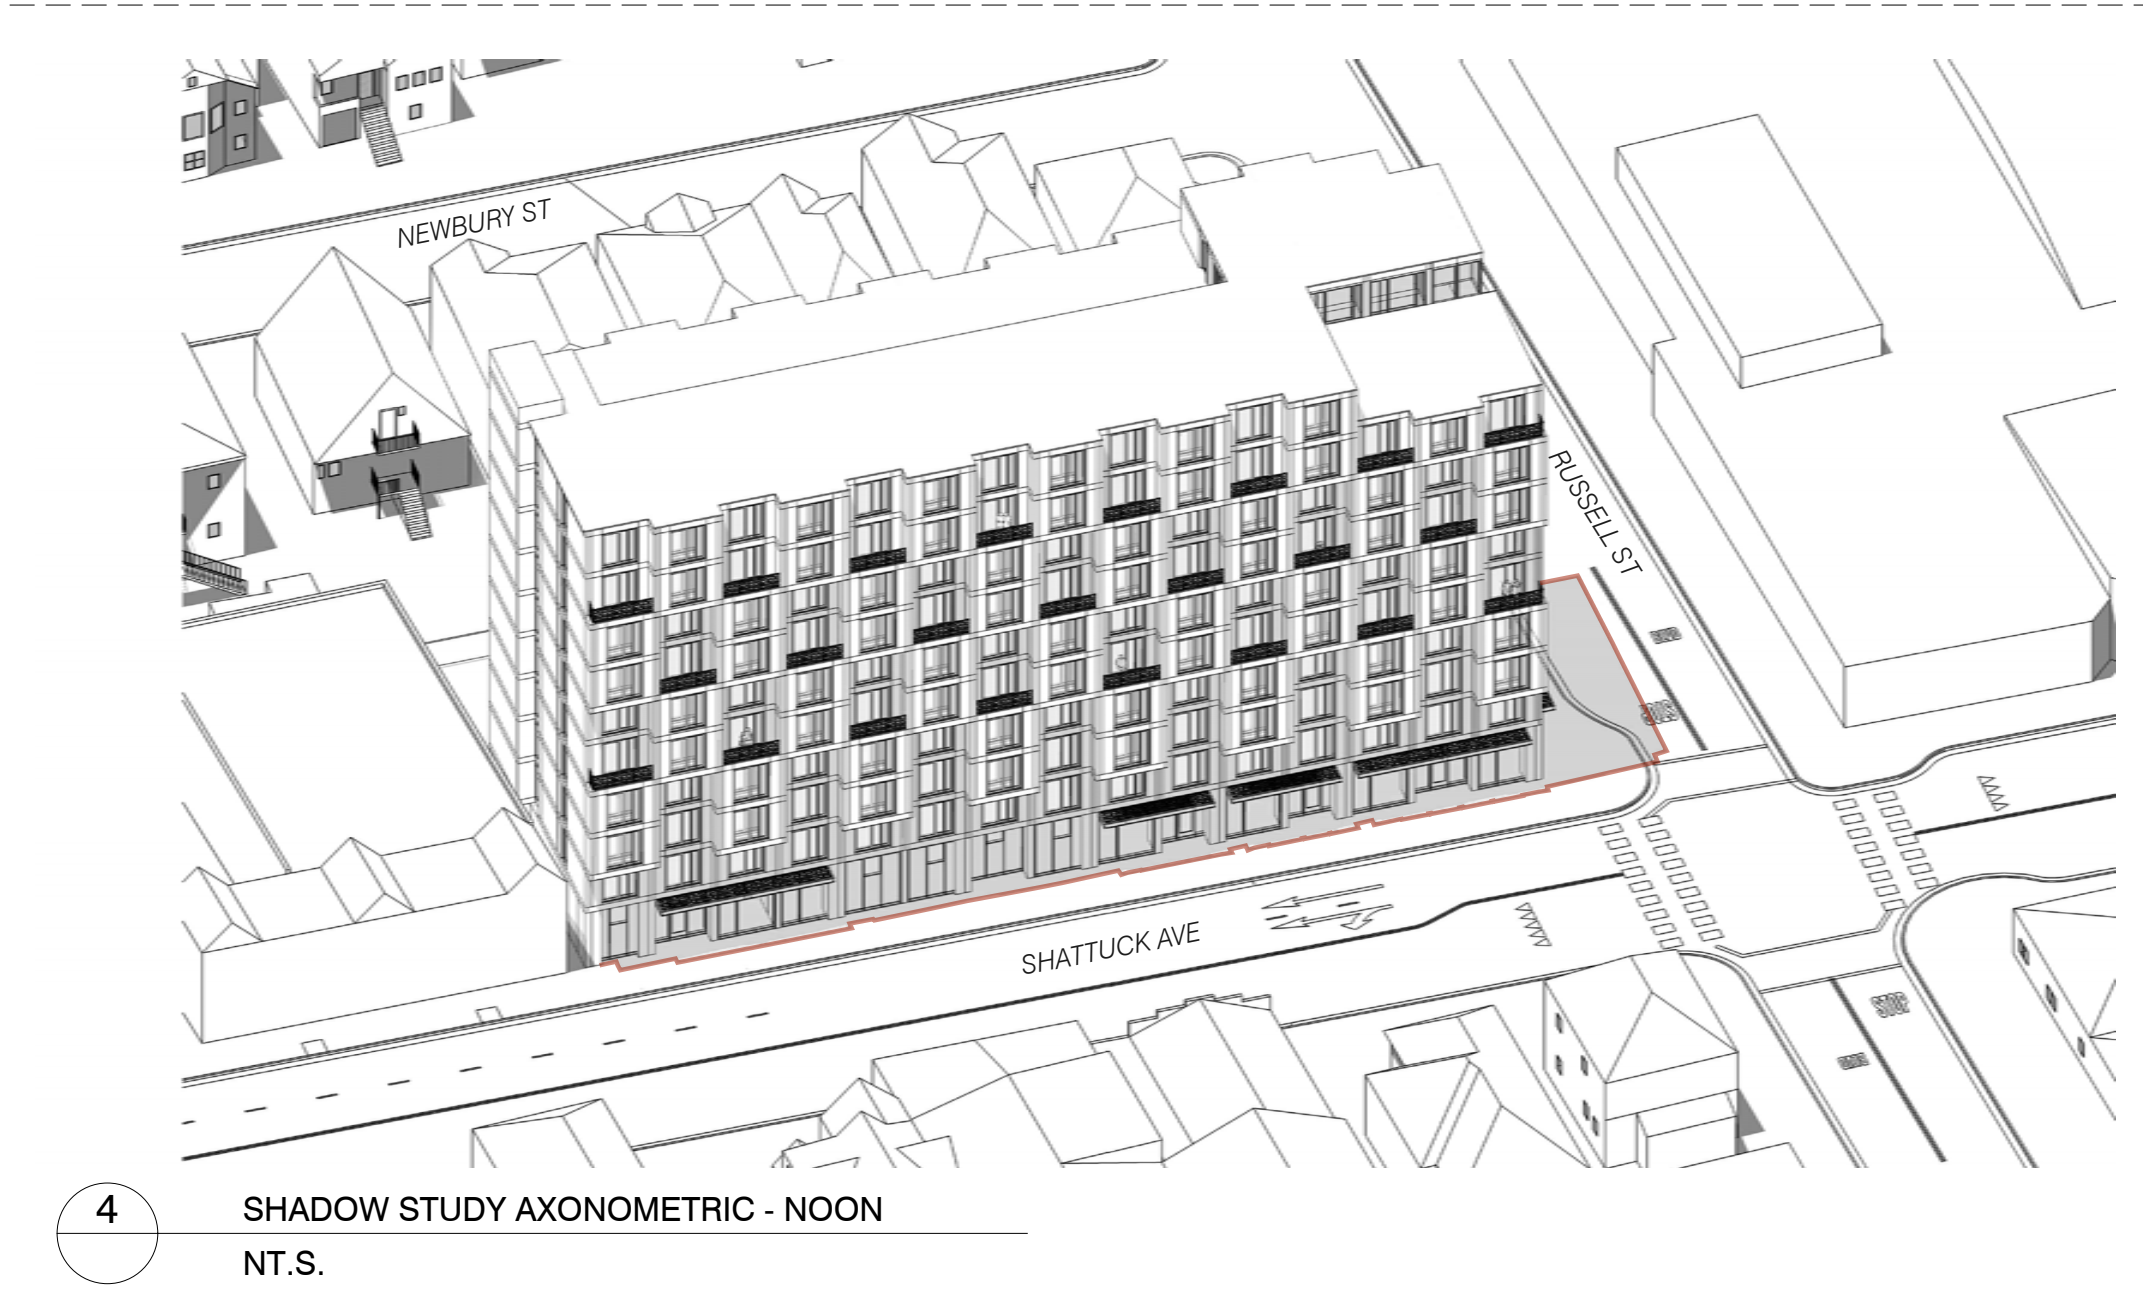 NEWBURY ST
RUSSELL ST
SHATTUCK AVE
STOP
4
SHADOW STUDY AXONOMETRIC - NOON
NT.S.